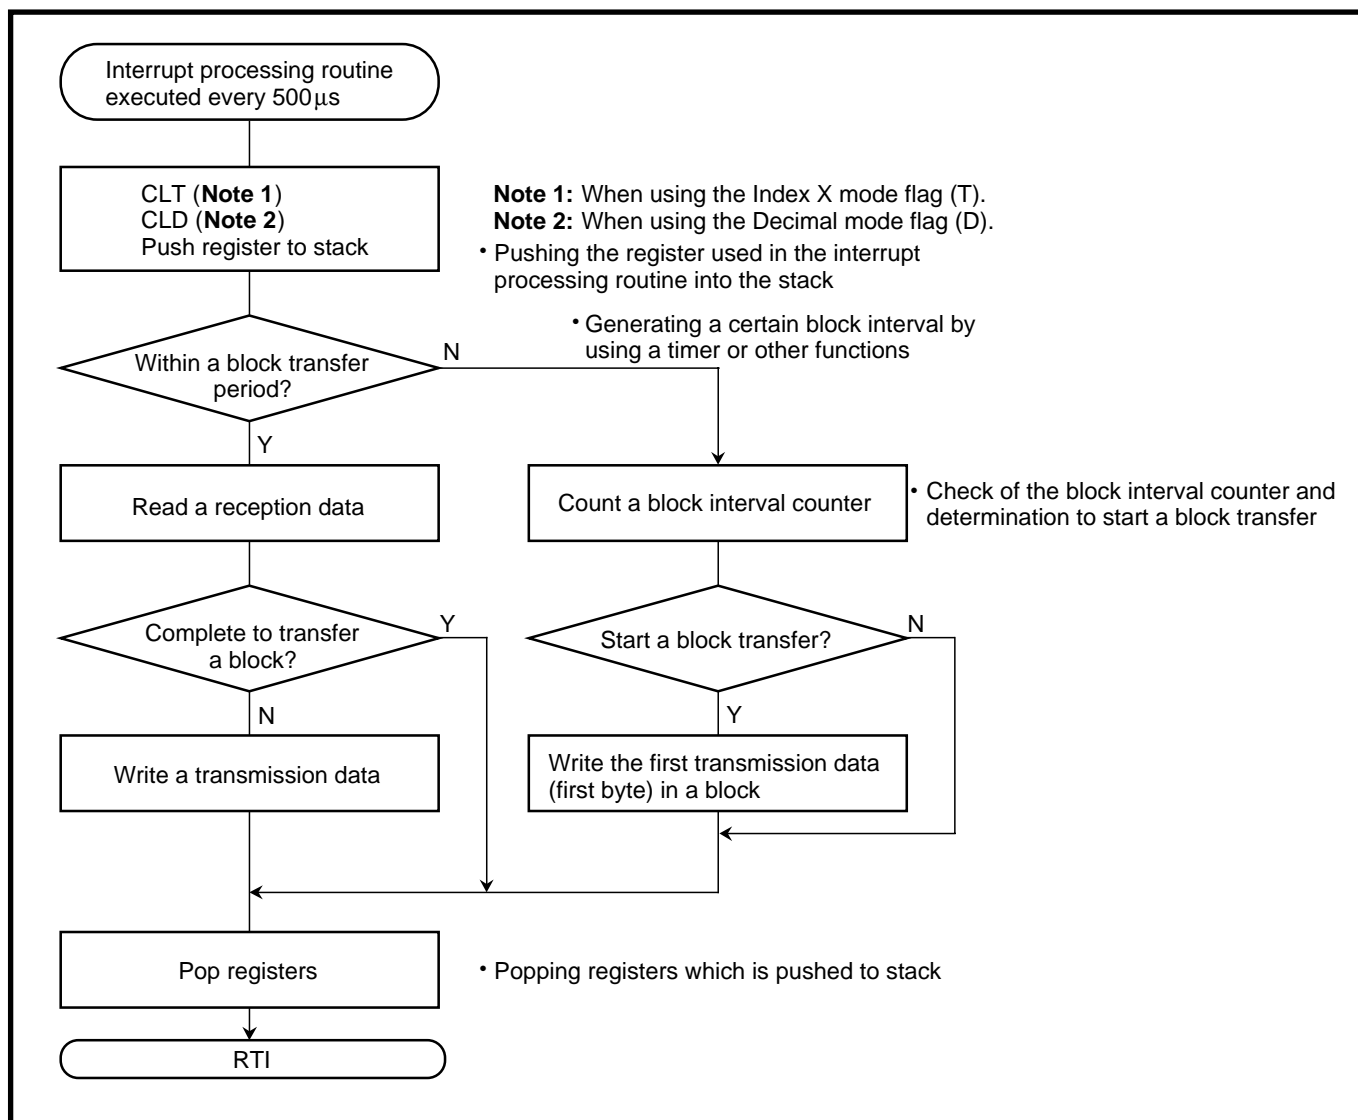 Interrupt processing routine
executed every 500µs
CLT (Note 1)
CLD (Note 2)
Push register to stack
Note 1: When using the Index X mode flag (T).
Note 2: When using the Decimal mode flag (D).
• Pushing the register used in the interrupt
processing routine into the stack
• Generating a certain block interval by
using a timer or other functions
Within a block transfer
period?
N
Y
Read a reception data
Count a block interval counter
• Check of the block interval counter and
determination to start a block transfer
Complete to transfer
a block?
Y
N
Start a block transfer?
N
Y
Write a transmission data
Write the first transmission data
(first byte) in a block
Pop registers
• Popping registers which is pushed to stack
RTI